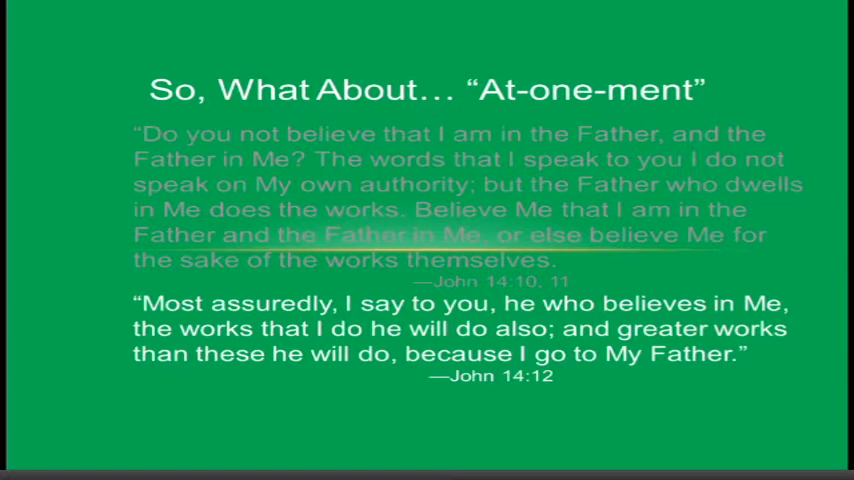 So, What About... “At-one-ment”
“Do you not believe that I am in the Father, and the
Father in Me? The words that I speak to you I do not
speak on My own authority; but the Father who dwells
in Me does the works. Believe Me that I am in the
Father and the Father in Me, or else believe Me for
the sake of the works themselves.
—John 14:10, 11
“Most assuredly, I say to you, he who believes in Me,
the works that I do he will do also; and greater works
than these he will do, because I go to My Father.”
—John 14:12